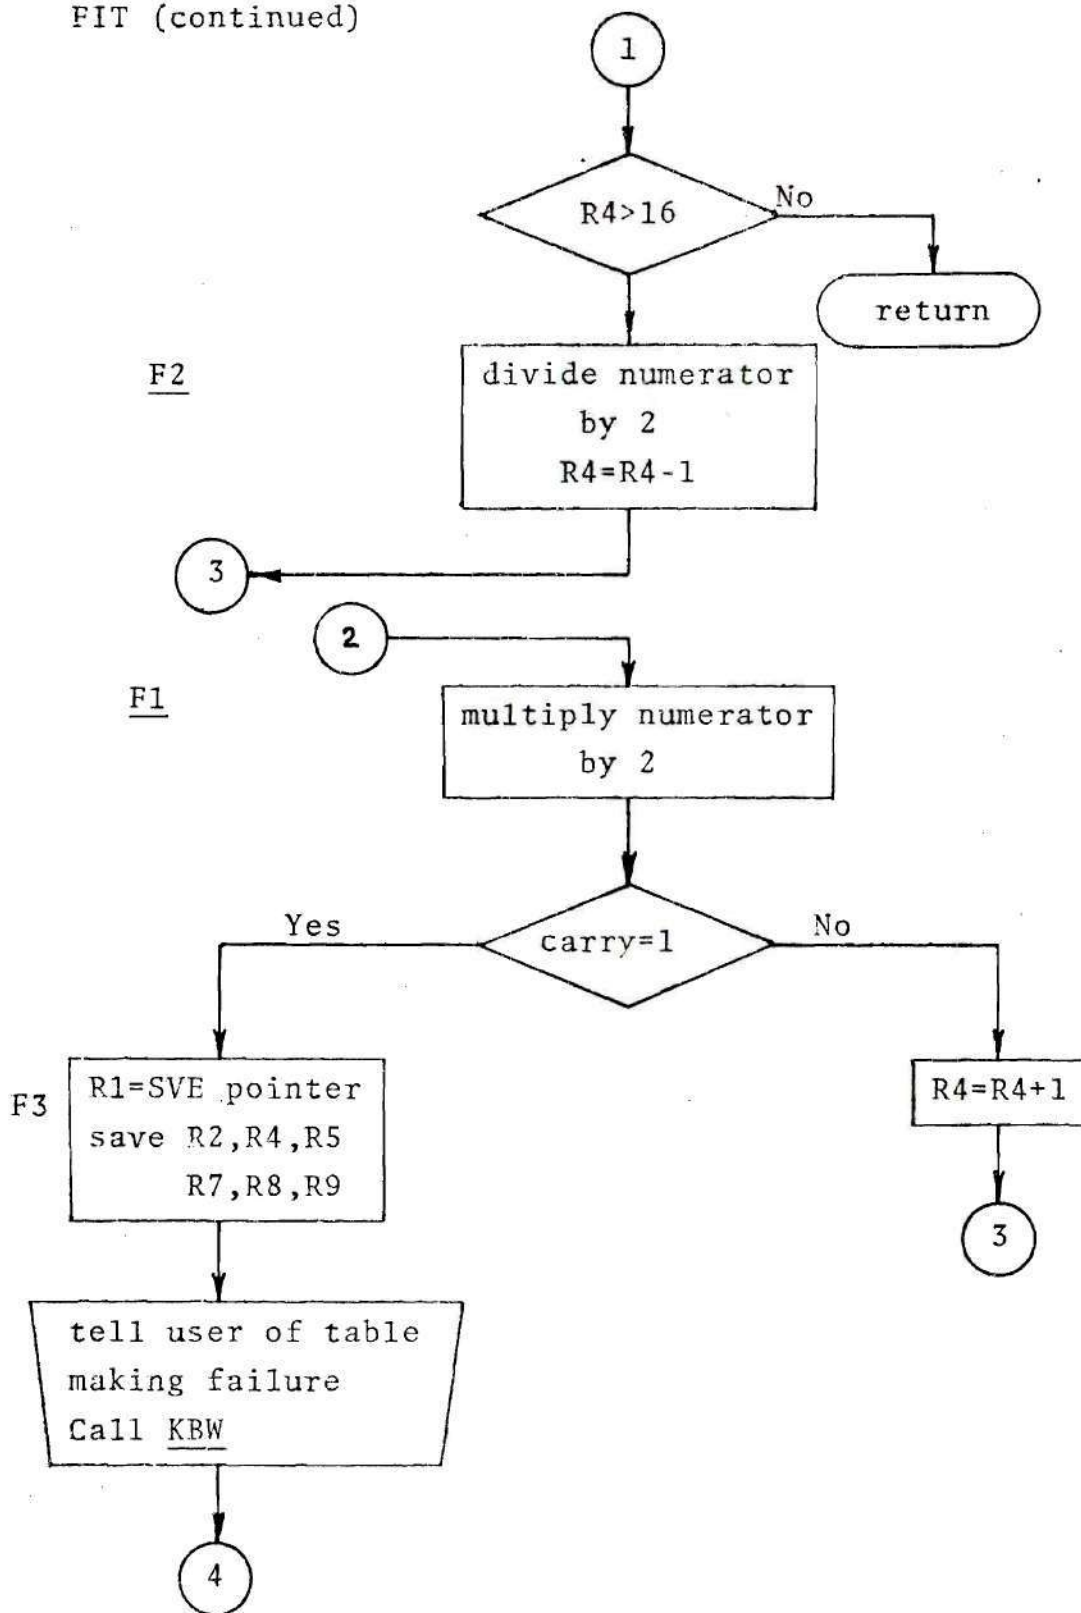 FIT (continued)
1
R4>16
No
return
F2
divide numerator
by 2
R4=R4-1
3
2
F1
multiply numerator
by 2
Yes
carry=1
No
F3
R1=SVE pointer
save R2,R4,R5
R7,R8,R9
R4=R4+1
3
tell user of table
making failure
Call KBW
4